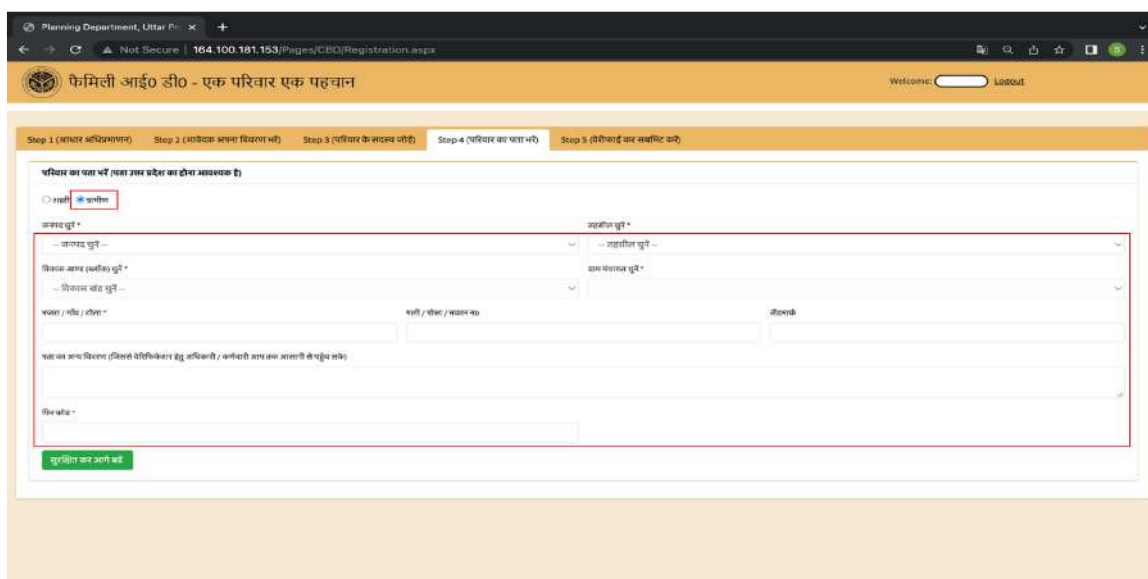 Planning Department, Uttar Pr
Not Secure | 164.100.181.153/Pages/CBD/Registration.aspx
S
फैमिली आई० डी० - एक परिवार एक पहचान
Welcome: Logout
Step 1 (आधार अधिप्रमाणन) Step 2 (आवेदक अपना विवरण भरें) Step 3 (परिवार के सदस्य जोड़ें) Step 4 (परिवार का पता भरें) Step 5 (वेरीफाई कर सबमिट करें)
परिवार का पता भरें (पता उत्तर प्रदेश का होना आवश्यक है)
शहरी ग्रामीण
जनपद चुनें * तहसील चुनें *
-- जनपद चुनें -- -- तहसील चुनें --
विकास-खण्ड (ब्लॉक) चुनें * ग्राम पंचायत चुनें *
-- विकास खंड चुनें --
मजरा / गाँव / टोला * गली / मोहल्ला / मकान न० लैंडमार्क
पता का अन्य विवरण (जिससे वेरिफिकेशन हेतु अधिकारी / कर्मचारी आप तक आसानी से पहुँच सके)
पिन कोड *
सुरक्षित कर आगे बढ़ें